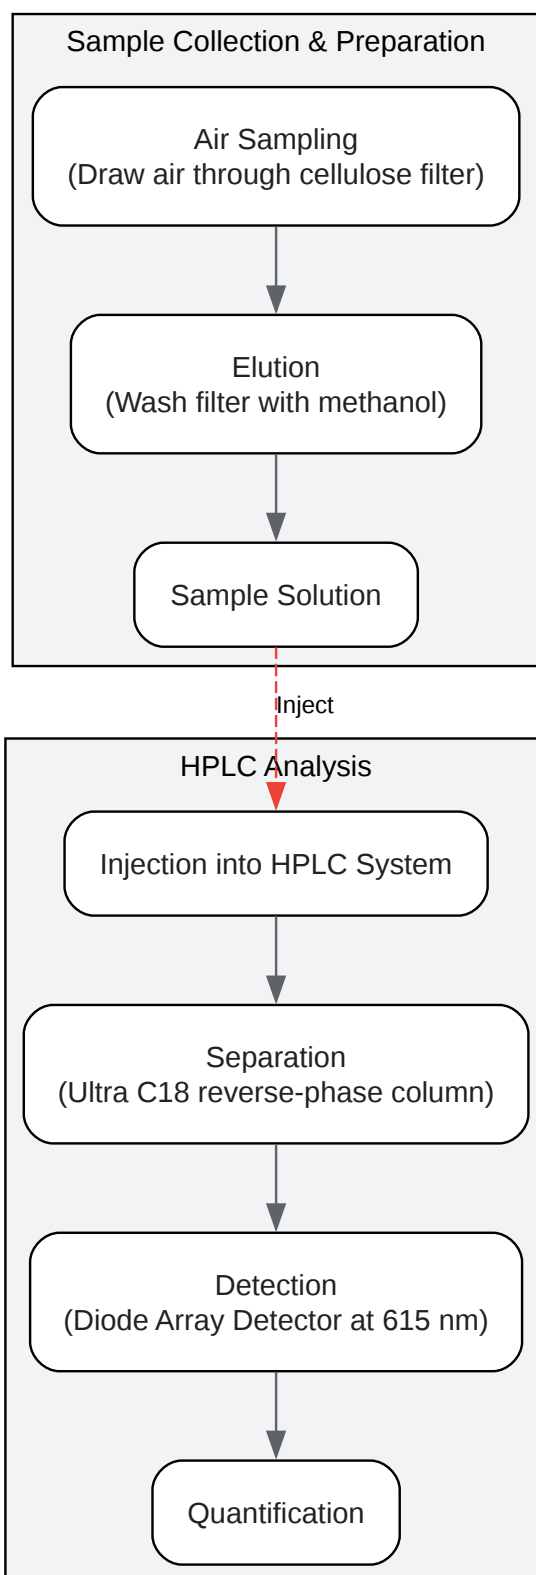 Sample Collection & Preparation
Air Sampling
(Draw air through cellulose filter)
Elution
(Wash filter with methanol)
Sample Solution
Inject
HPLC Analysis
Injection into HPLC System
Separation
(Ultra C18 reverse-phase column)
Detection
(Diode Array Detector at 615 nm)
Quantification